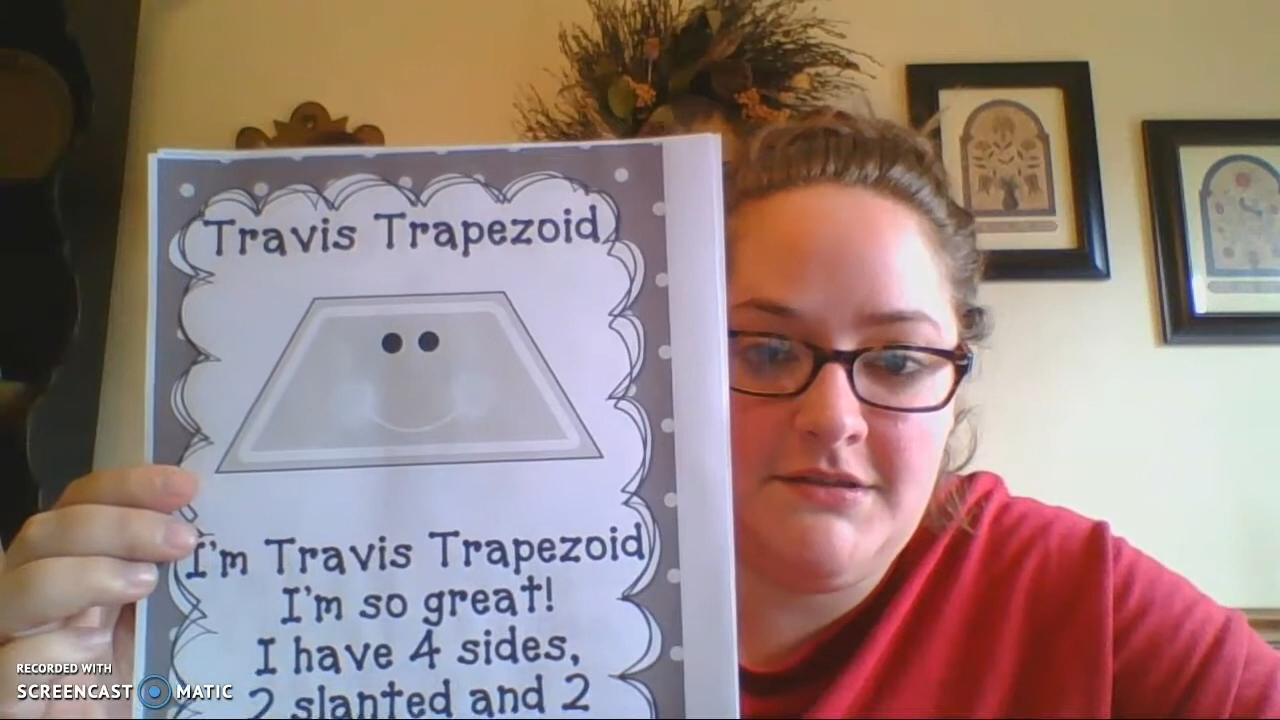 Travis Trapezoid
I'm Travis Trapezoid
I'm so great!
I have 4 sides,
2 slanted and 2
RECORDED WITH
SCREENCAST MATIC